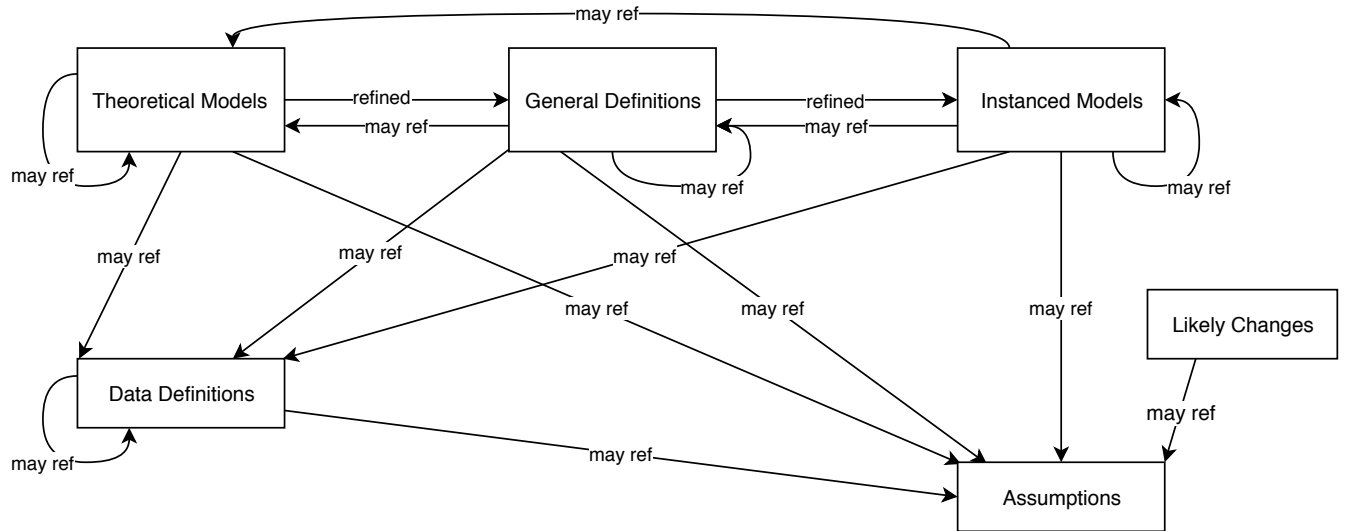 may ref
Theoretical Models
refined
General Definitions
refined
Instanced Models
may ref
may ref
may ref
may ref
may ref
may ref
may ref
may ref
may ref
may ref
may ref
may ref
Likely Changes
Data Definitions
may ref
may ref
may ref
Assumptions